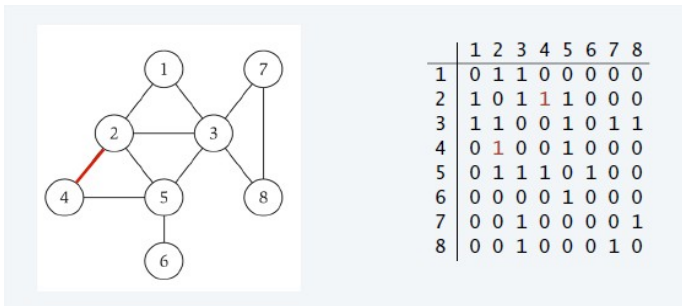 1 7
2 3
4 5 8
6
1 2 3 4 5 6 7 8
1 0 1 1 0 0 0 0 0
2 1 0 1 1 1 0 0 0
3 1 1 0 0 1 0 1 1
4 0 1 0 0 1 0 0 0
5 0 1 1 1 0 1 0 0
6 0 0 0 0 1 0 0 0
7 0 0 1 0 0 0 0 1
8 0 0 1 0 0 0 1 0